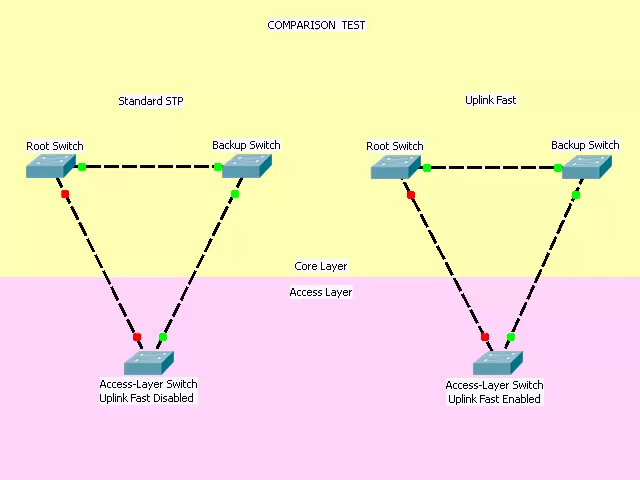 COMPARISON TEST
Standard STP
Uplink Fast
Root Switch
Backup Switch
Root Switch
Backup Switch
Core Layer
Access Layer
Access-Layer Switch
Uplink Fast Disabled
Access-Layer Switch
Uplink Fast Enabled